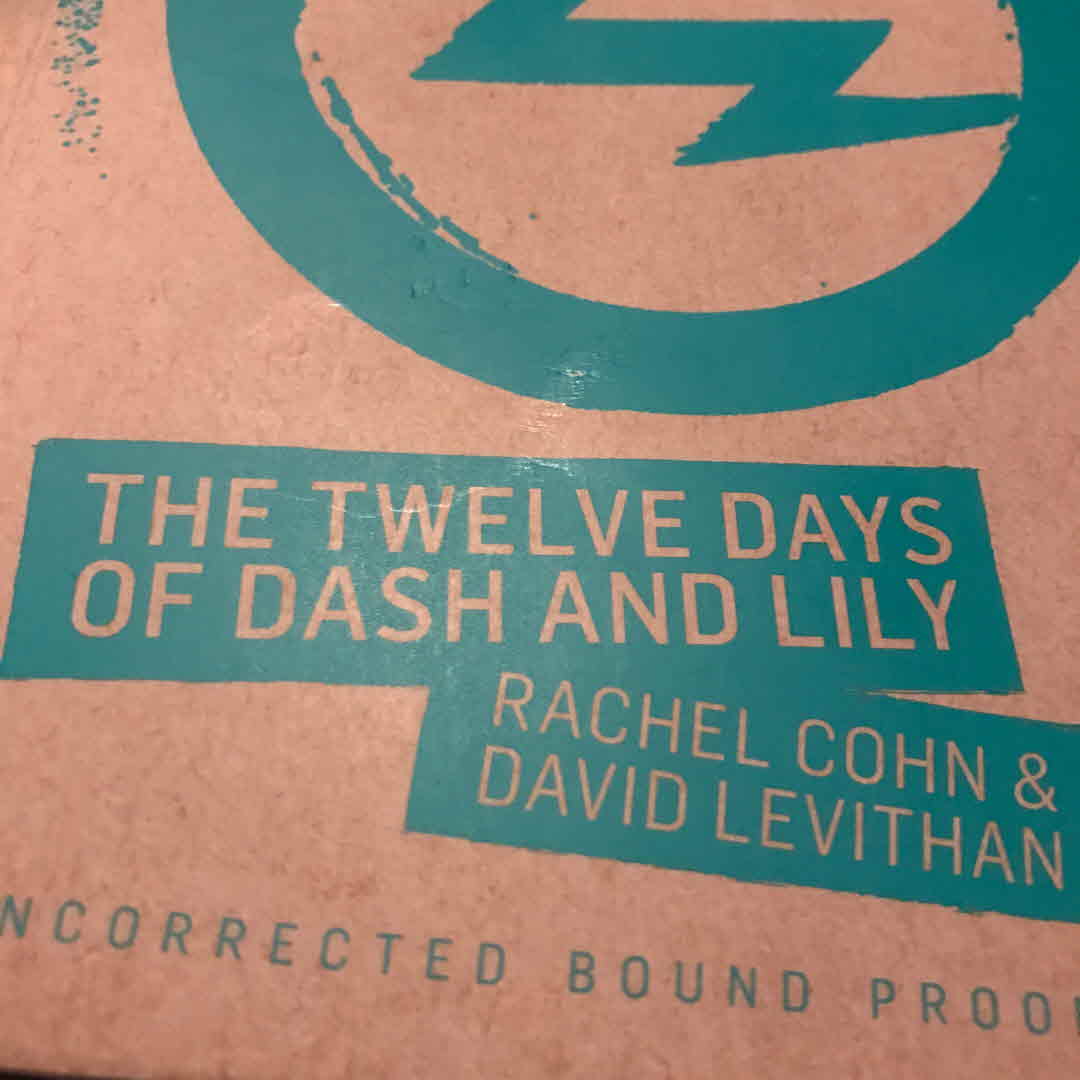 THE TWELVE DAYS
OF DASH AND LILY
RACHEL COHN &
DAVID LEVITHAN
NCORRECTED BOUND PROO